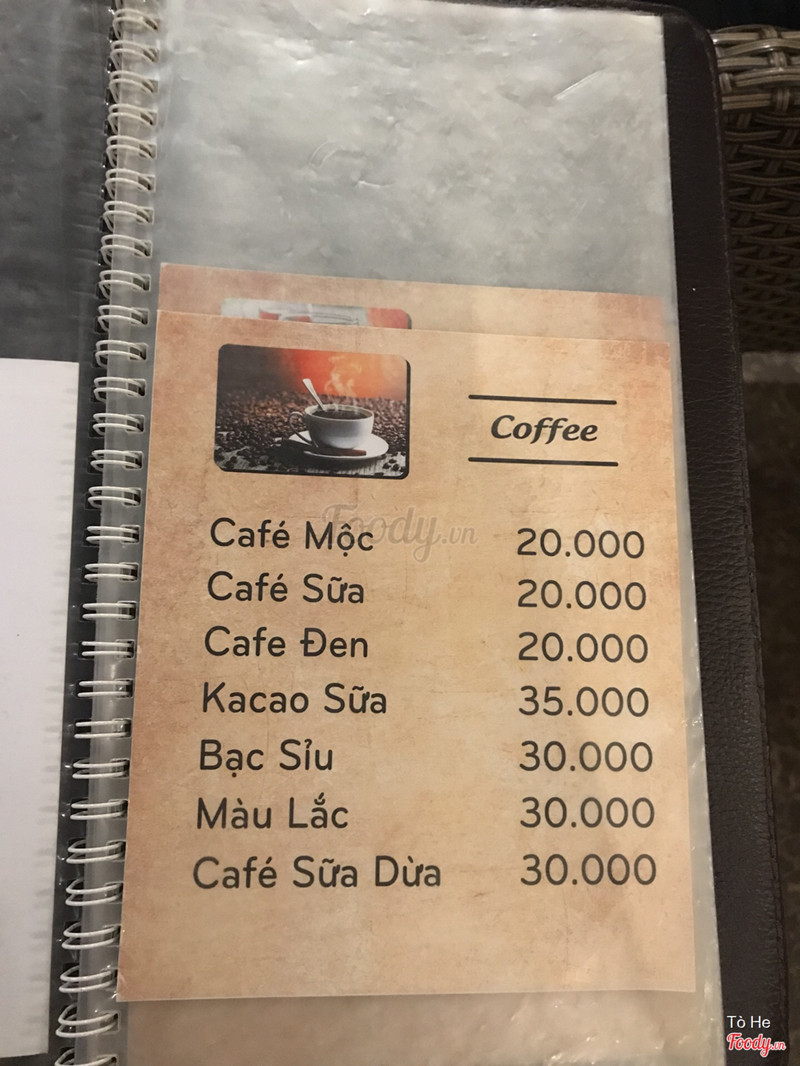 Coffee
Café Mộc 20.000
Café Sữa 20.000
Cafe Đen 20.000
Kacao Sữa 35.000
Bạc Sỉu 30.000
Màu Lắc 30.000
Café Sữa Dừa 30.000
Foody.vn
Tò He
Foody.vn